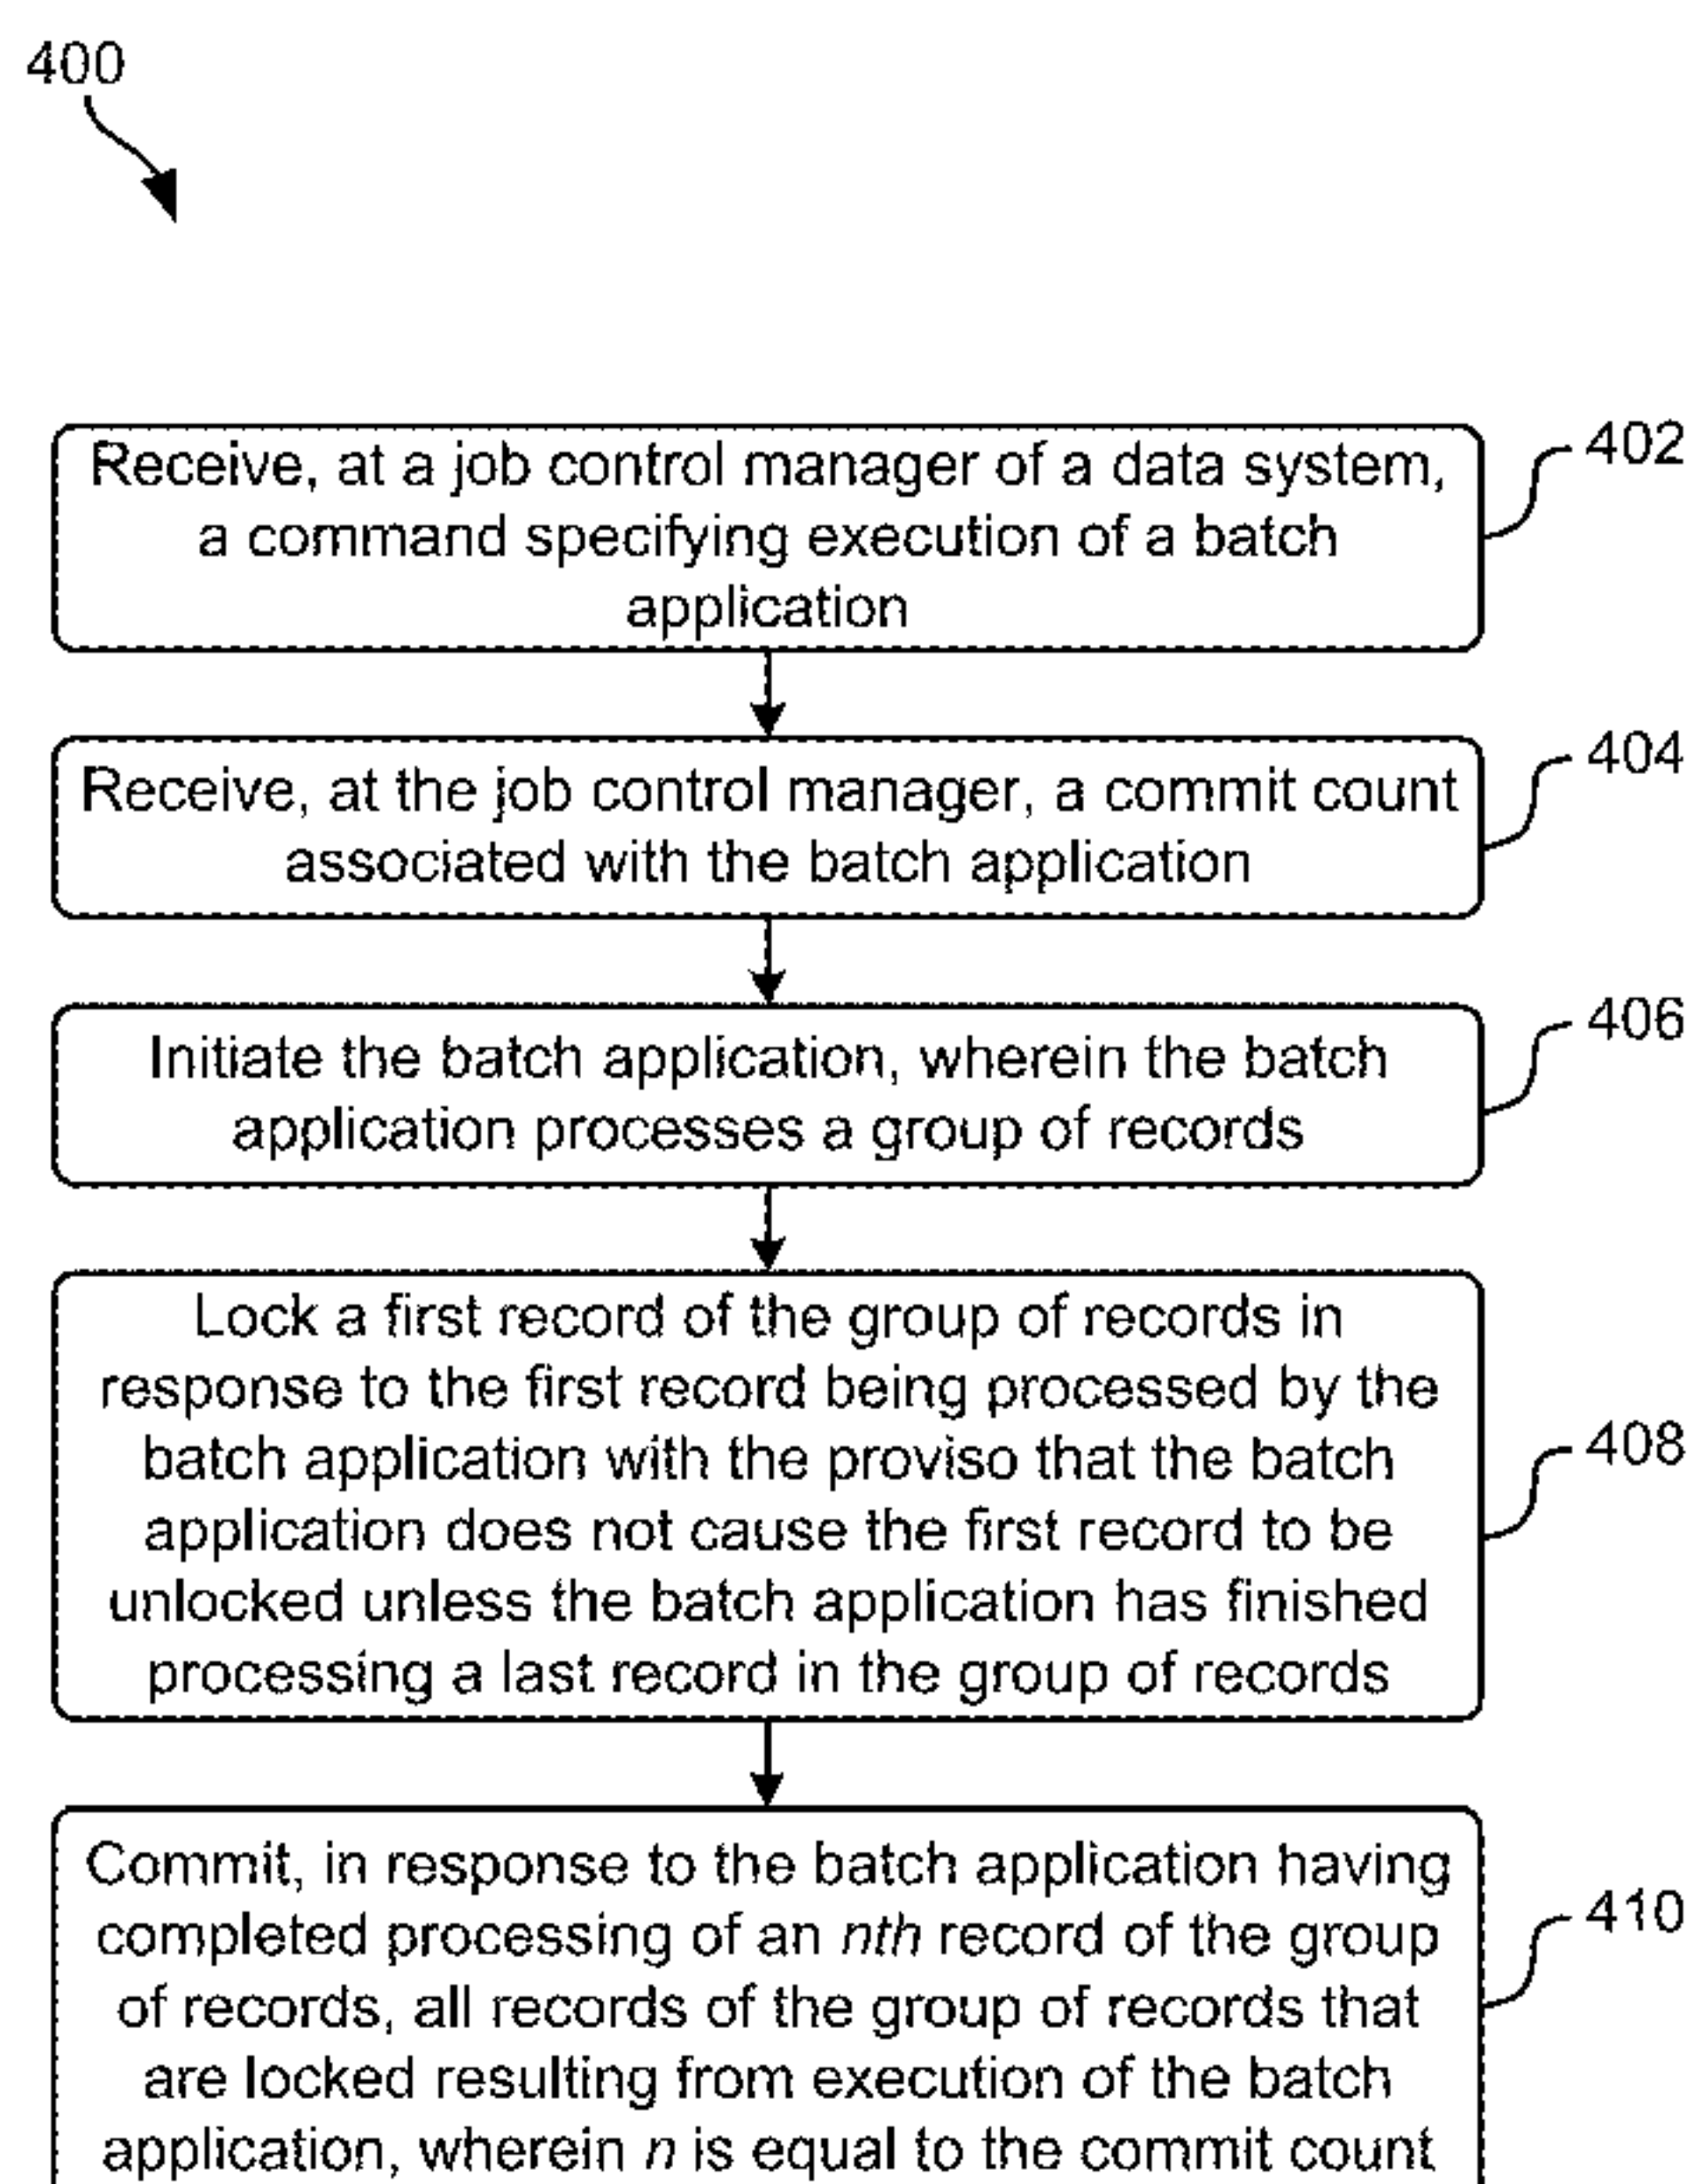 400
Receive, at a job control manager of a data system,
a command specifying execution of a batch
application
402
Receive, at the job control manager, a commit count
associated with the batch application
404
Initiate the batch application, wherein the batch
application processes a group of records
406
Lock a first record of the group of records in
response to the first record being processed by the
batch application with the proviso that the batch
application does not cause the first record to be
unlocked unless the batch application has finished
processing a last record in the group of records
408
Commit, in response to the batch application having
completed processing of an nth record of the group
of records, all records of the group of records that
are locked resulting from execution of the batch
application, wherein n is equal to the commit count
410